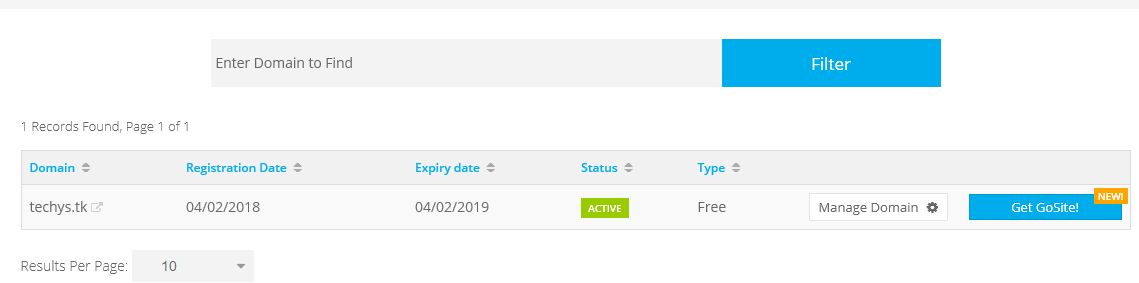 Enter Domain to Find Filter
1 Records Found, Page 1 of 1
Domain Registration Date Expiry date Status Type
NEW!
techys.tk 04/02/2018 04/02/2019 ACTIVE Free Manage Domain Get GoSite!
Results Per Page: 10